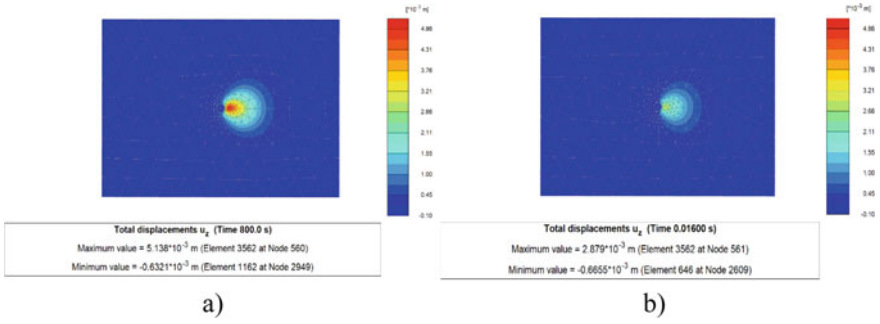 [*10⁻³ m]
4.86
4.31
3.76
3.21
2.66
2.11
1.55
1.00
0.45
-0.10
Total displacements u_z (Time 800.0 s)
Maximum value = 5.138*10⁻³ m (Element 3562 at Node 560)
Minimum value = -0.6321*10⁻³ m (Element 1162 at Node 2949)
a)
[*10⁻³ m]
4.86
4.31
3.76
3.21
2.66
2.11
1.55
1.00
0.45
-0.10
Total displacements u_z (Time 0.01600 s)
Maximum value = 2.879*10⁻³ m (Element 3562 at Node 561)
Minimum value = -0.6655*10⁻³ m (Element 646 at Node 2609)
b)